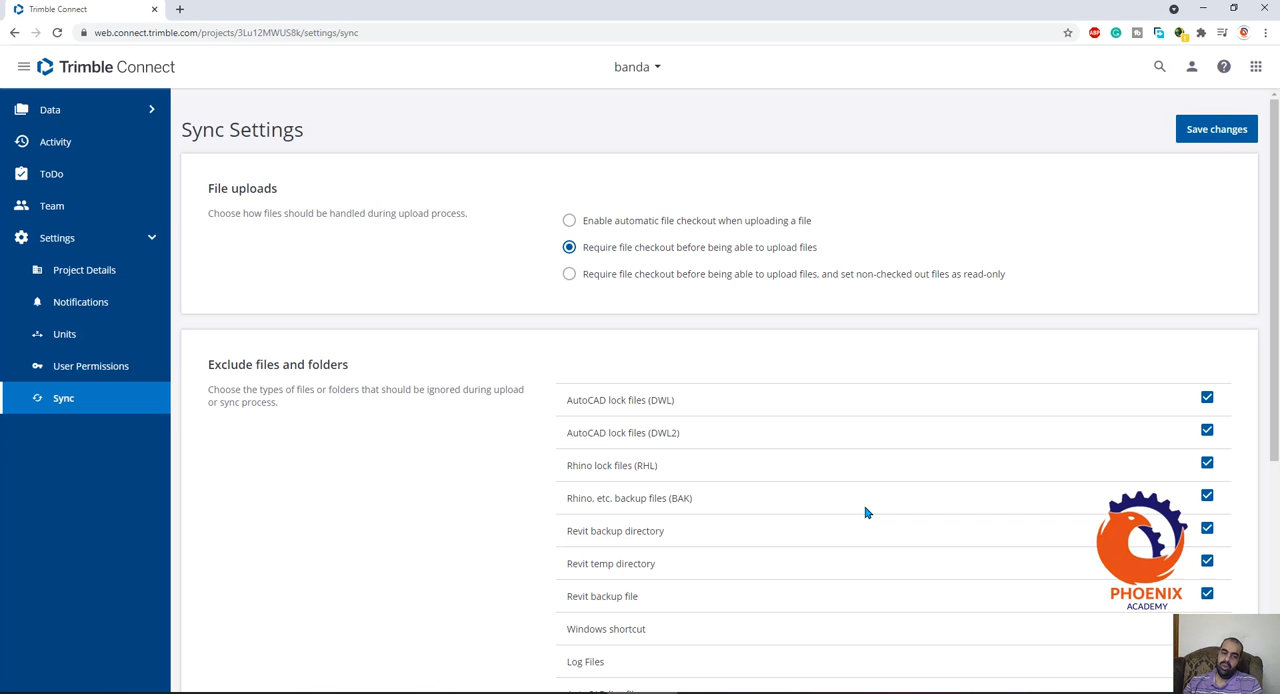 Trimble Connect
web.connect.trimble.com/projects/3Lu12MWUS8k/settings/sync
ABP
Trimble Connect
banda
Data
Activity
ToDo
Team
Settings
Project Details
Notifications
Units
User Permissions
Sync
Sync Settings
Save changes
File uploads
Choose how files should be handled during upload process.
Enable automatic file checkout when uploading a file
Require file checkout before being able to upload files
Require file checkout before being able to upload files, and set non-checked out files as read-only
Exclude files and folders
Choose the types of files or folders that should be ignored during upload
or sync process.
AutoCAD lock files (DWL)
AutoCAD lock files (DWL2)
Rhino lock files (RHL)
Rhino, etc. backup files (BAK)
Revit backup directory
Revit temp directory
Revit backup file
Windows shortcut
Log Files
PHOENIX
ACADEMY